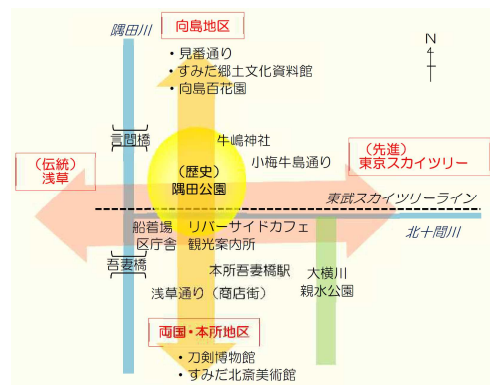 隅田川
向島地区
N
・見番通り
・すみだ郷土文化資料館
・向島百花園
言問橋
牛嶋神社
小梅牛島通り
（先進）
東京スカイツリー
（伝統）
浅草
（歴史）
隅田公園
東武スカイツリーライン
船着場 リバーサイドカフェ
区庁舎 観光案内所
北十間川
吾妻橋
本所吾妻橋駅
大横川
親水公園
浅草通り（商店街）
両国・本所地区
・刀剣博物館
・すみだ北斎美術館